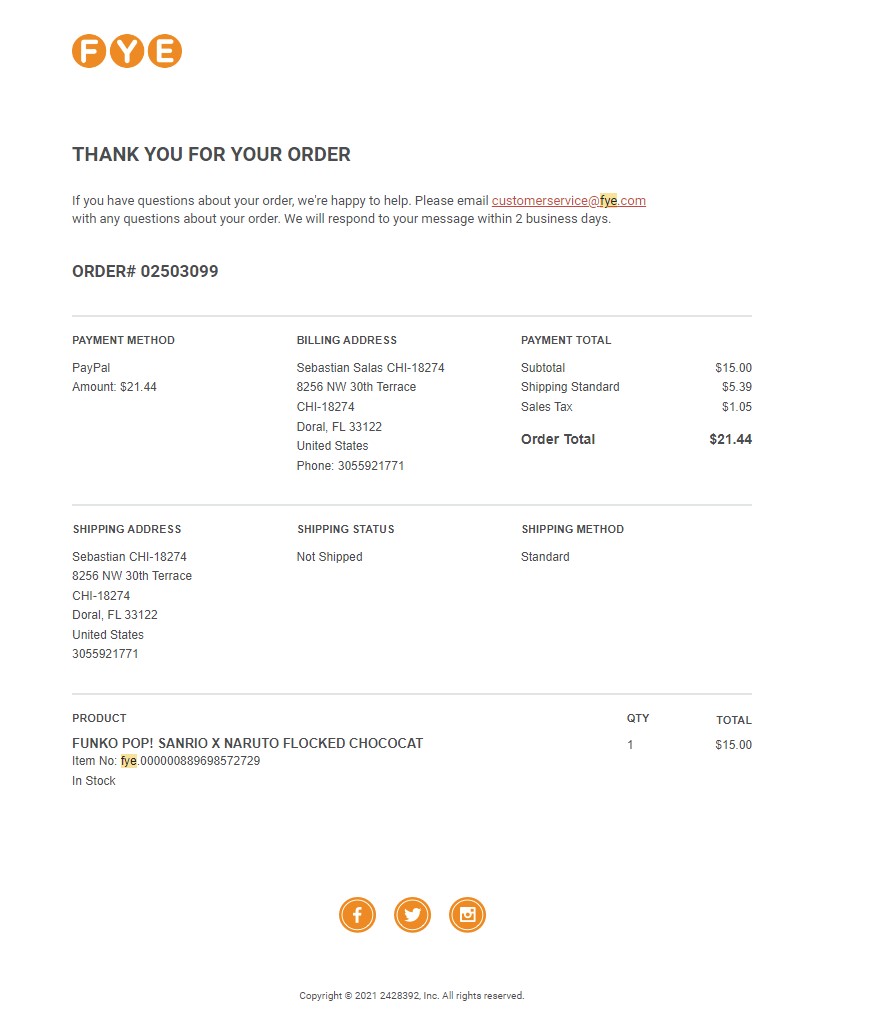 FYE
THANK YOU FOR YOUR ORDER
If you have questions about your order, we're happy to help. Please email customerservice@fye.com
with any questions about your order. We will respond to your message within 2 business days.
ORDER# 02503099
PAYMENT METHOD
PayPal
Amount: $21.44
BILLING ADDRESS
Sebastian Salas CHI-18274
8256 NW 30th Terrace
CHI-18274
Doral, FL 33122
United States
Phone: 3055921771
PAYMENT TOTAL
Subtotal $15.00
Shipping Standard $5.39
Sales Tax $1.05
Order Total $21.44
SHIPPING ADDRESS
Sebastian CHI-18274
8256 NW 30th Terrace
CHI-18274
Doral, FL 33122
United States
3055921771
SHIPPING STATUS
Not Shipped
SHIPPING METHOD
Standard
PRODUCT QTY TOTAL
FUNKO POP! SANRIO X NARUTO FLOCKED CHOCOCAT 1 $15.00
Item No: fye.000000889698572729
In Stock
Copyright © 2021 2428392, Inc. All rights reserved.